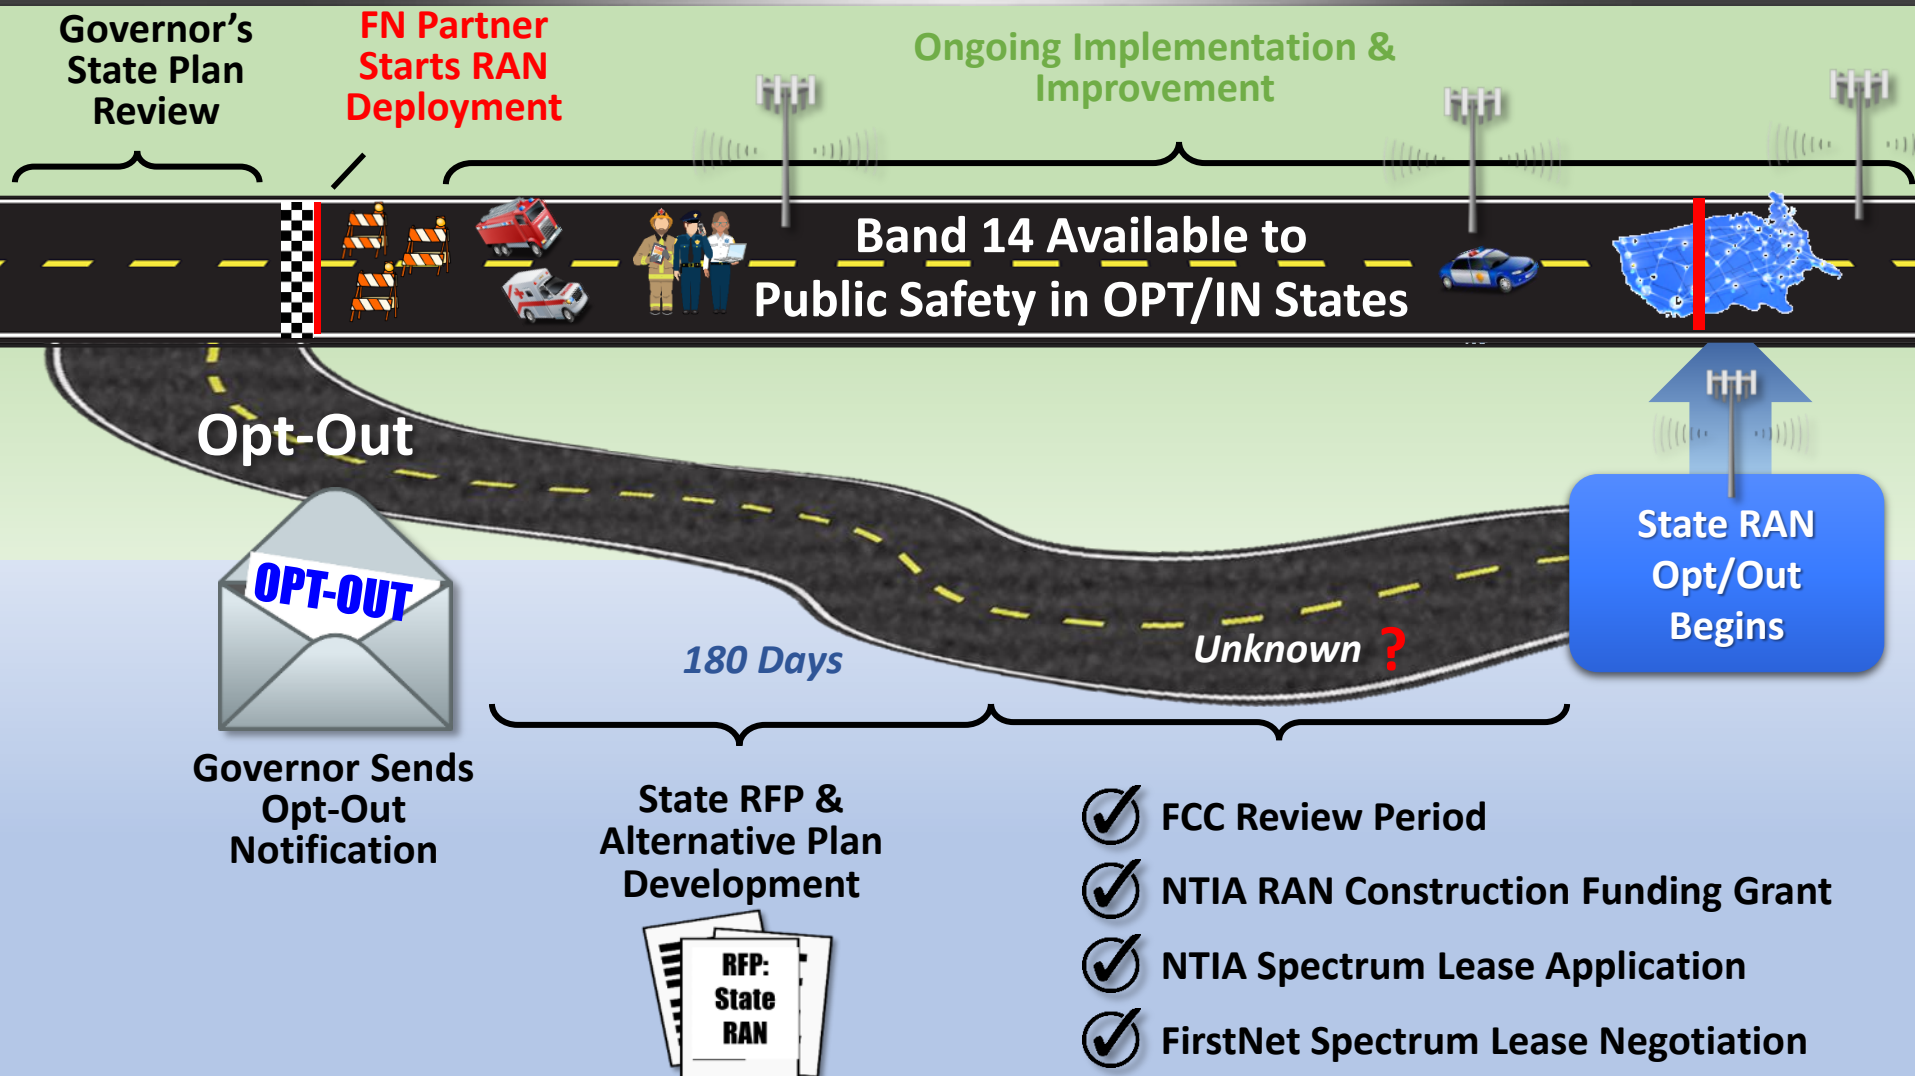 Governor’s
State Plan
Review
FN Partner
Starts RAN
Deployment
Ongoing Implementation &
Improvement
Band 14 Available to
Public Safety in OPT/IN States
Opt-Out
OPT-OUT
Governor Sends
Opt-Out
Notification
180 Days
State RFP &
Alternative Plan
Development
RFP:
State
RAN
Unknown ?
FCC Review Period
NTIA RAN Construction Funding Grant
NTIA Spectrum Lease Application
FirstNet Spectrum Lease Negotiation
State RAN
Opt/Out
Begins